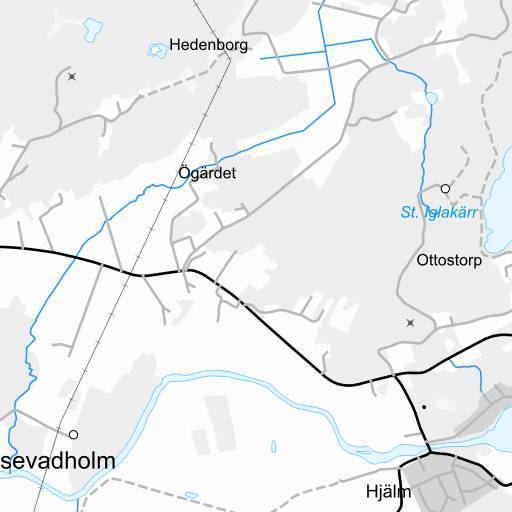 Hedenborg
Ögärdet
St. Iglakärr
Ottostorp
sevadholm
Hjälm